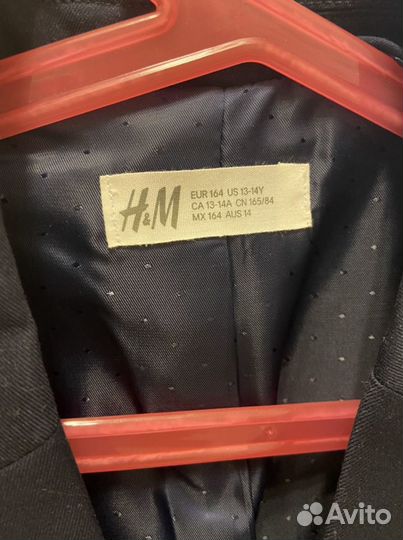 H&M
EUR 164 US 13-14Y
CA 13-14A CN 165/84
MX 164 AUS 14
Avito